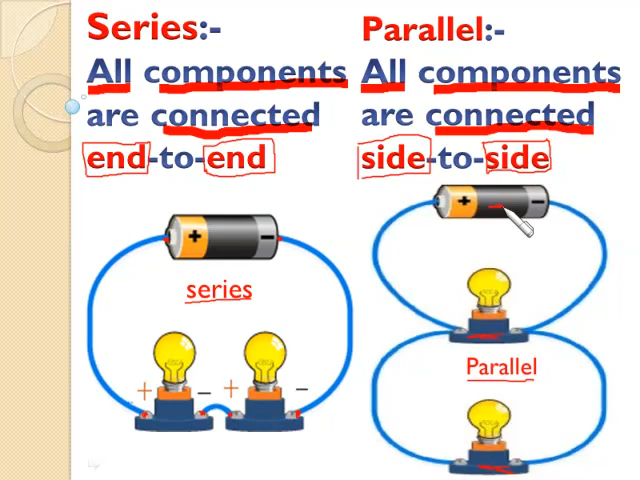 Series:-
All components
are connected
end-to-end
Parallel:-
All components
are connected
side-to-side
+ −
series
+ − + −
+ −
Parallel